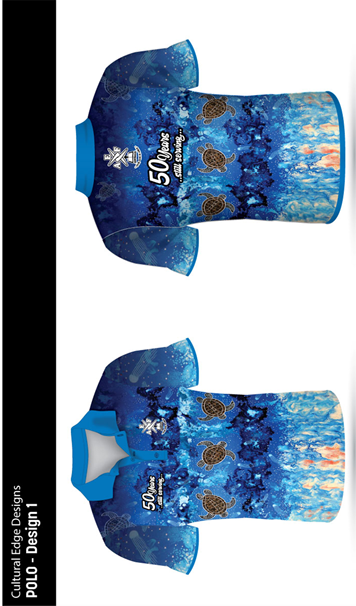 Cultural Edge Designs
POLO - Design 1
50 Years
...still serving...
50 Years
...still serving...